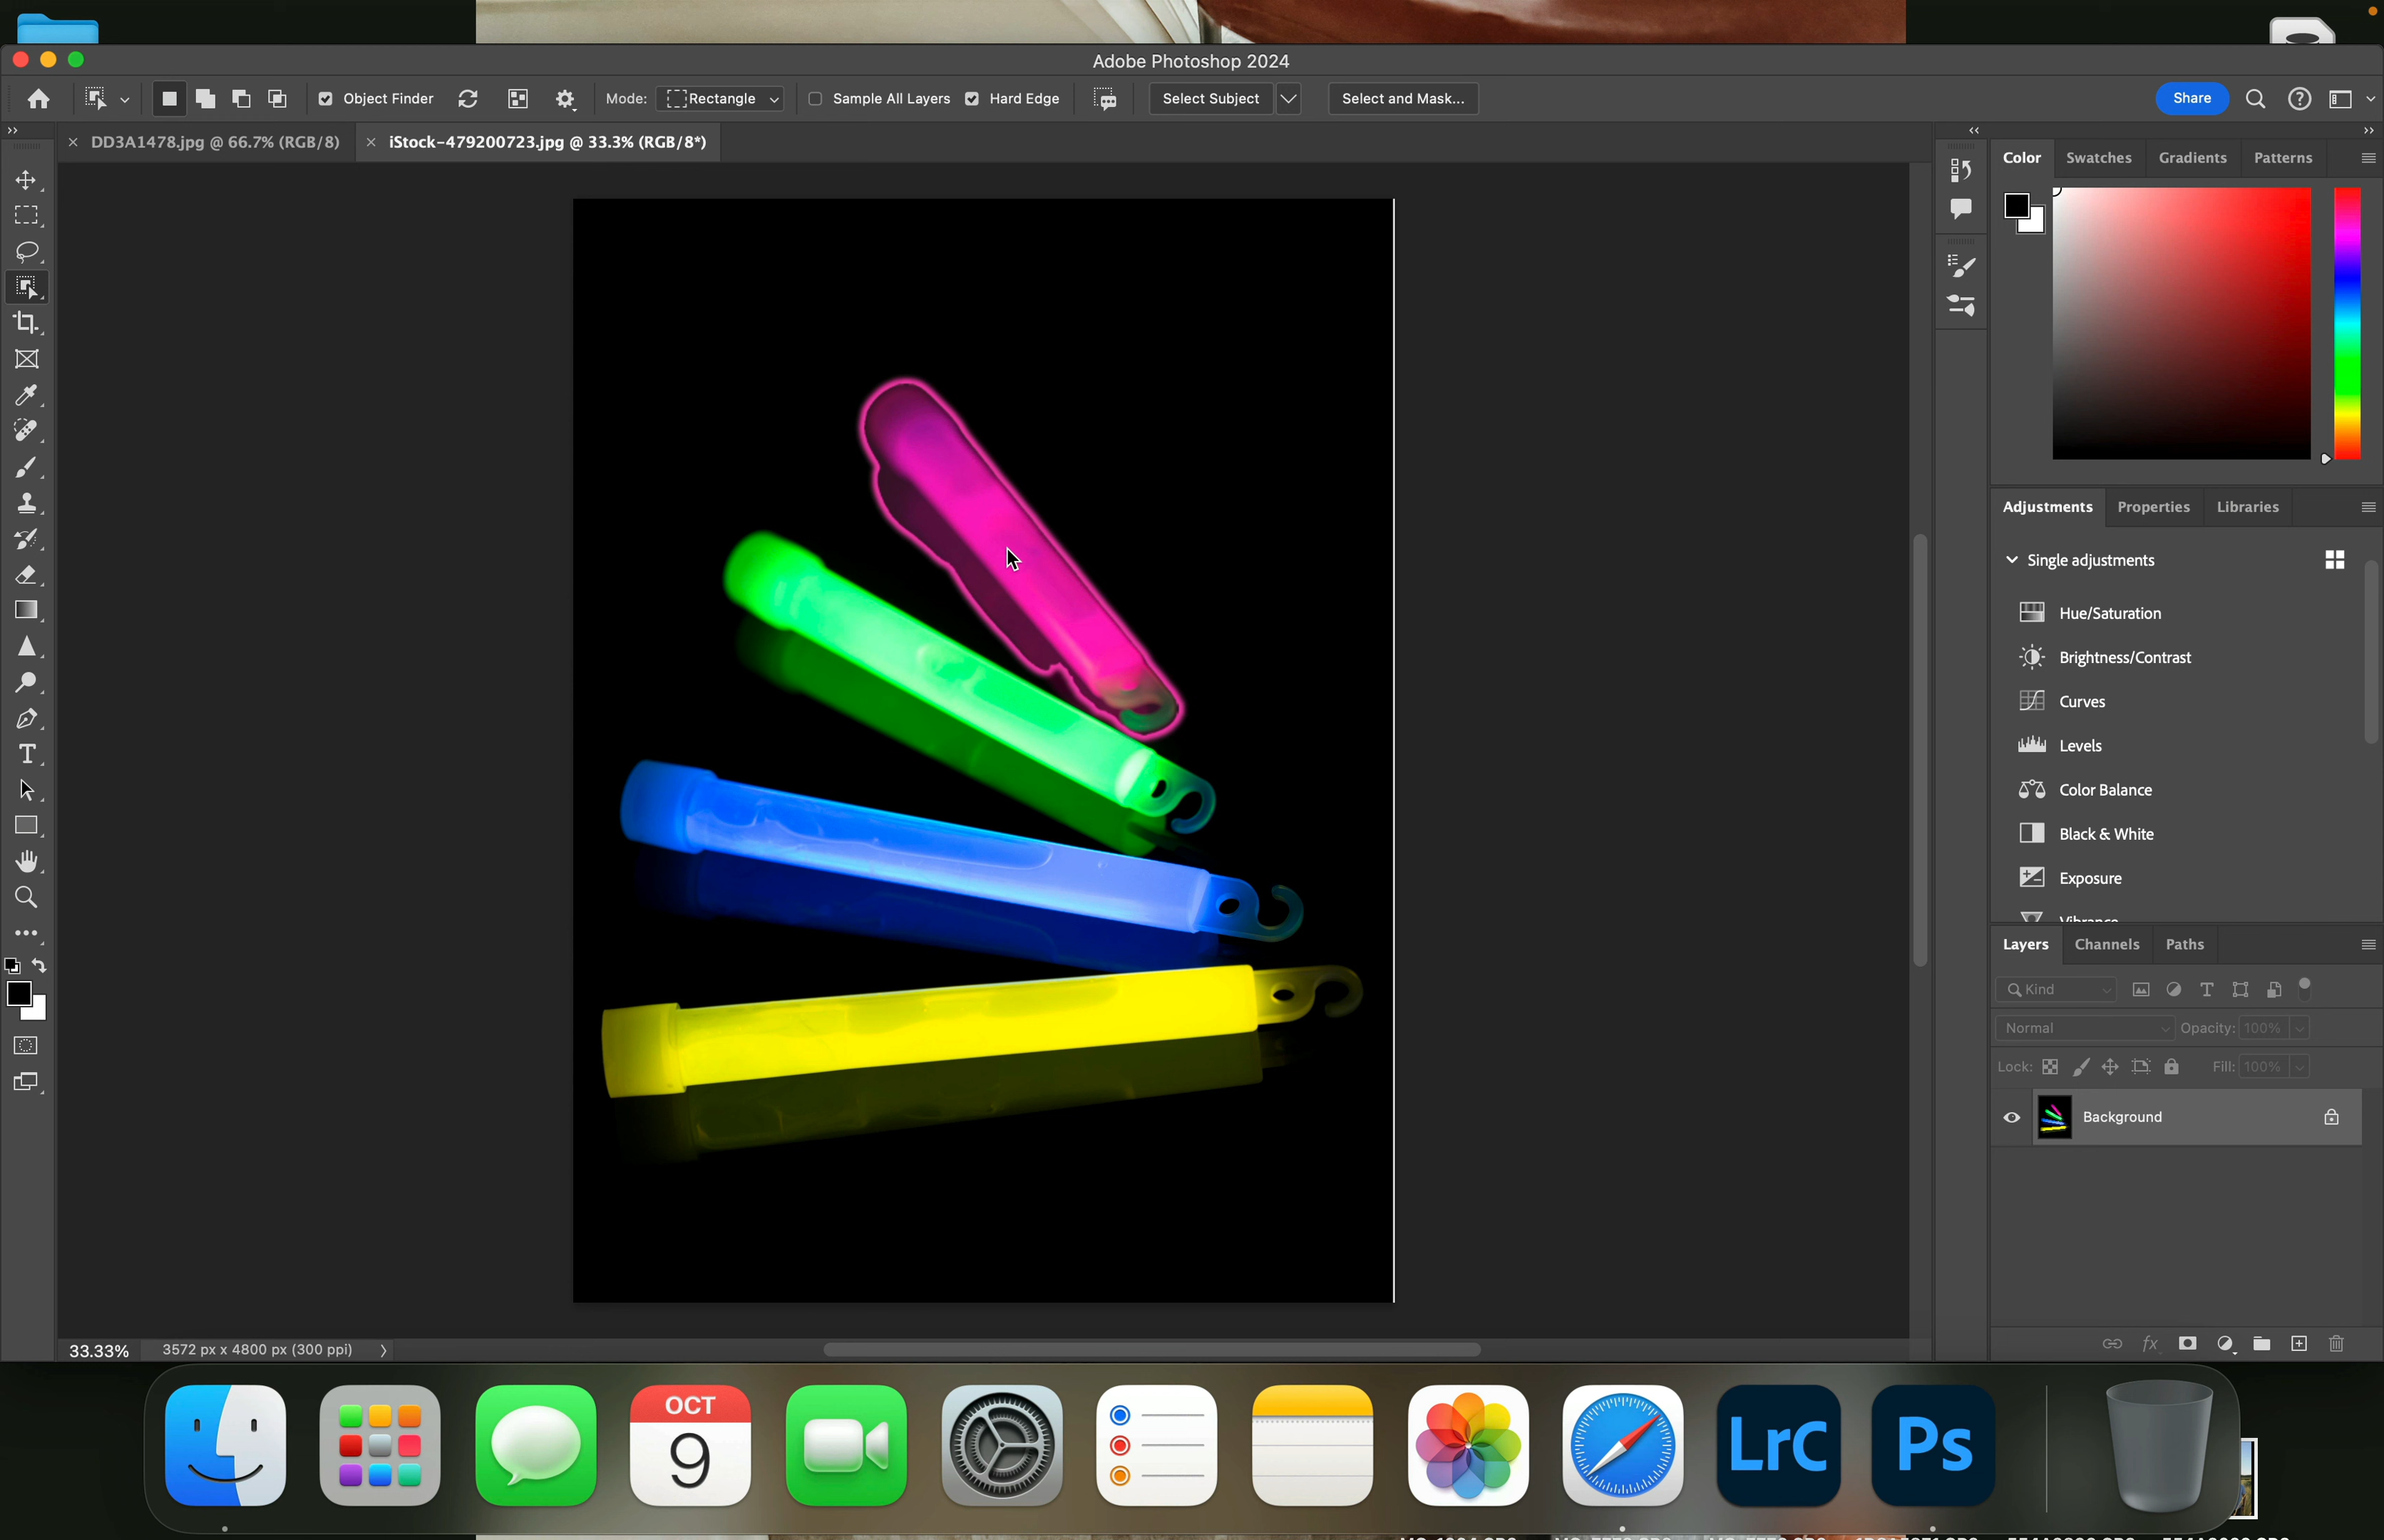 Adobe Photoshop 2024
Object Finder
Mode: Rectangle
Sample All Layers
Hard Edge
Select Subject
Select and Mask...
Share
DD3A1478.jpg @ 66.7% (RGB/8)
iStock-479200723.jpg @ 33.3% (RGB/8*)
Color
Swatches
Gradients
Patterns
Adjustments
Properties
Libraries
Single adjustments
Hue/Saturation
Brightness/Contrast
Curves
Levels
Color Balance
Black & White
Exposure
Vibrance
Layers
Channels
Paths
Kind
Normal
Opacity: 100%
Lock:
Fill: 100%
Background
33.33%
3572 px x 4800 px (300 ppi)
OCT
9
LrC
Ps